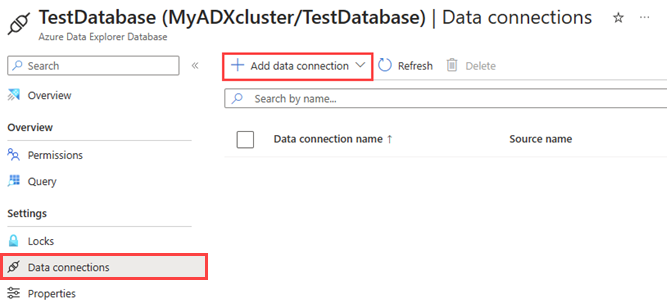 TestDatabase (MyADXcluster/TestDatabase) | Data connections
Azure Data Explorer Database
Search
Overview
Overview
Permissions
Query
Settings
Locks
Data connections
Properties
Add data connection Refresh Delete
Search by name...
Data connection name ↑ Source name